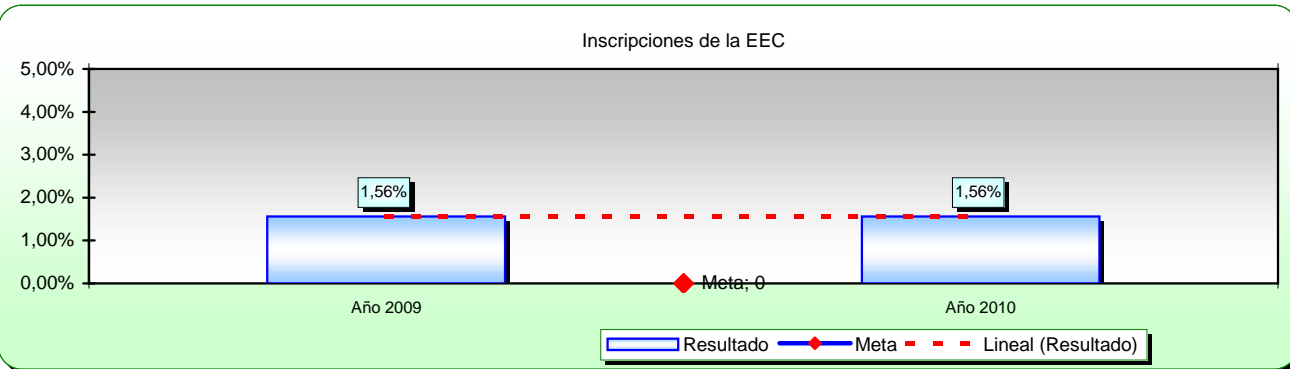 Inscripciones de la EEC
5,00%
4,00%
3,00%
2,00%
1,00%
0,00%
1,56%
1,56%
Meta; 0
Año 2009
Año 2010
Resultado
Meta
Lineal (Resultado)